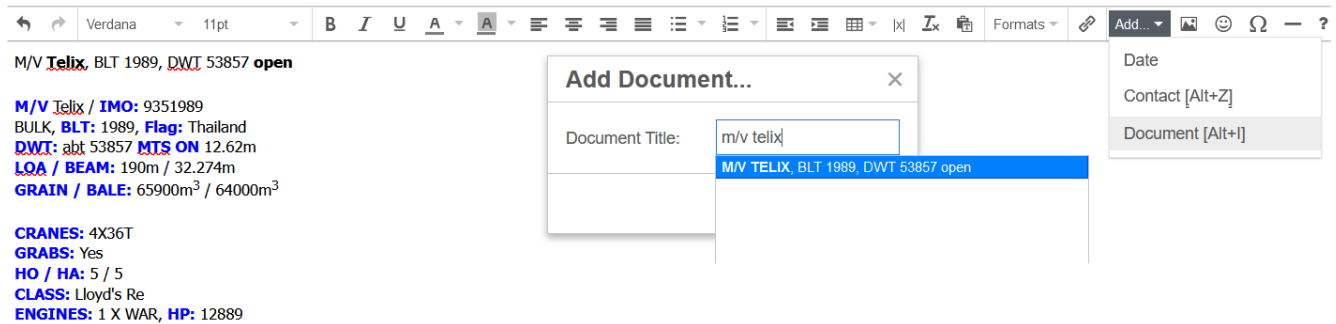 Verdana 11pt B I U A A |x| Ix Formats Add... Ω — ?
M/V Telix, BLT 1989, DWT 53857 open
M/V Telix / IMO: 9351989
BULK, BLT: 1989, Flag: Thailand
DWT: abt 53857 MTS ON 12.62m
LOA / BEAM: 190m / 32.274m
GRAIN / BALE: 65900m³ / 64000m³
CRANES: 4X36T
GRABS: Yes
HO / HA: 5 / 5
CLASS: Lloyd's Re
ENGINES: 1 X WAR, HP: 12889
Add Document... ×
Document Title: m/v telix
M/V TELIX, BLT 1989, DWT 53857 open
Date
Contact [Alt+Z]
Document [Alt+I]